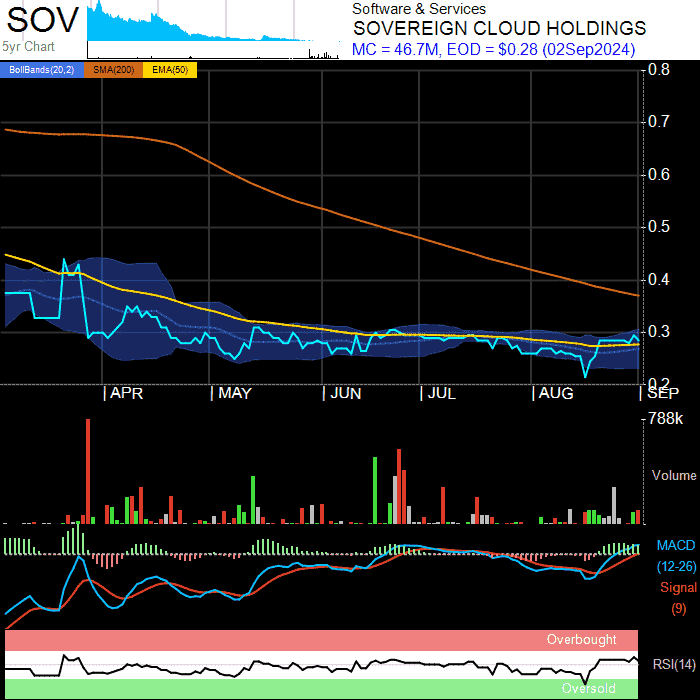 SOV
5yr Chart
Software & Services
SOVEREIGN CLOUD HOLDINGS
MC = 46.7M, EOD = $0.28 (02Sep2024)
BollBands(20,2) SMA(200) EMA(50)
0.8
0.7
0.6
0.5
0.4
0.3
0.2
APR MAY JUN JUL AUG SEP
788k
Volume
MACD
(12-26)
Signal
(9)
Overbought
RSI(14)
Oversold